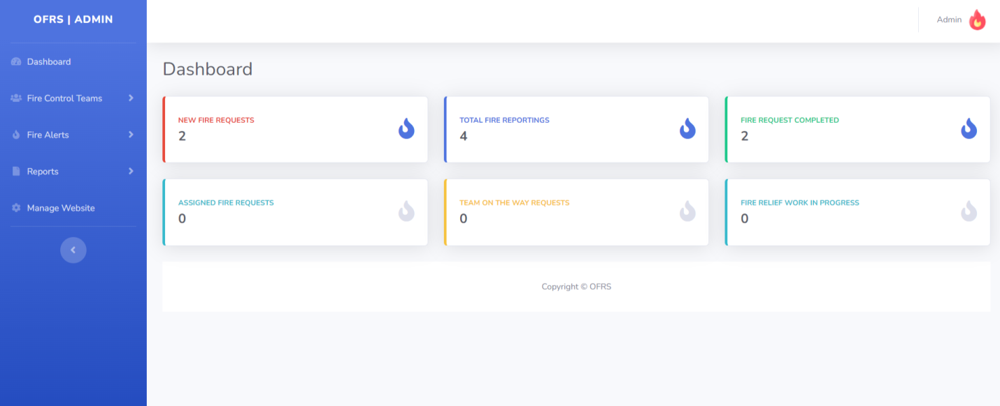 OFRS | ADMIN
Admin
Dashboard
Fire Control Teams
Fire Alerts
Reports
Manage Website
Dashboard
NEW FIRE REQUESTS
2
TOTAL FIRE REPORTINGS
4
FIRE REQUEST COMPLETED
2
ASSIGNED FIRE REQUESTS
0
TEAM ON THE WAY REQUESTS
0
FIRE RELIEF WORK IN PROGRESS
0
Copyright © OFRS